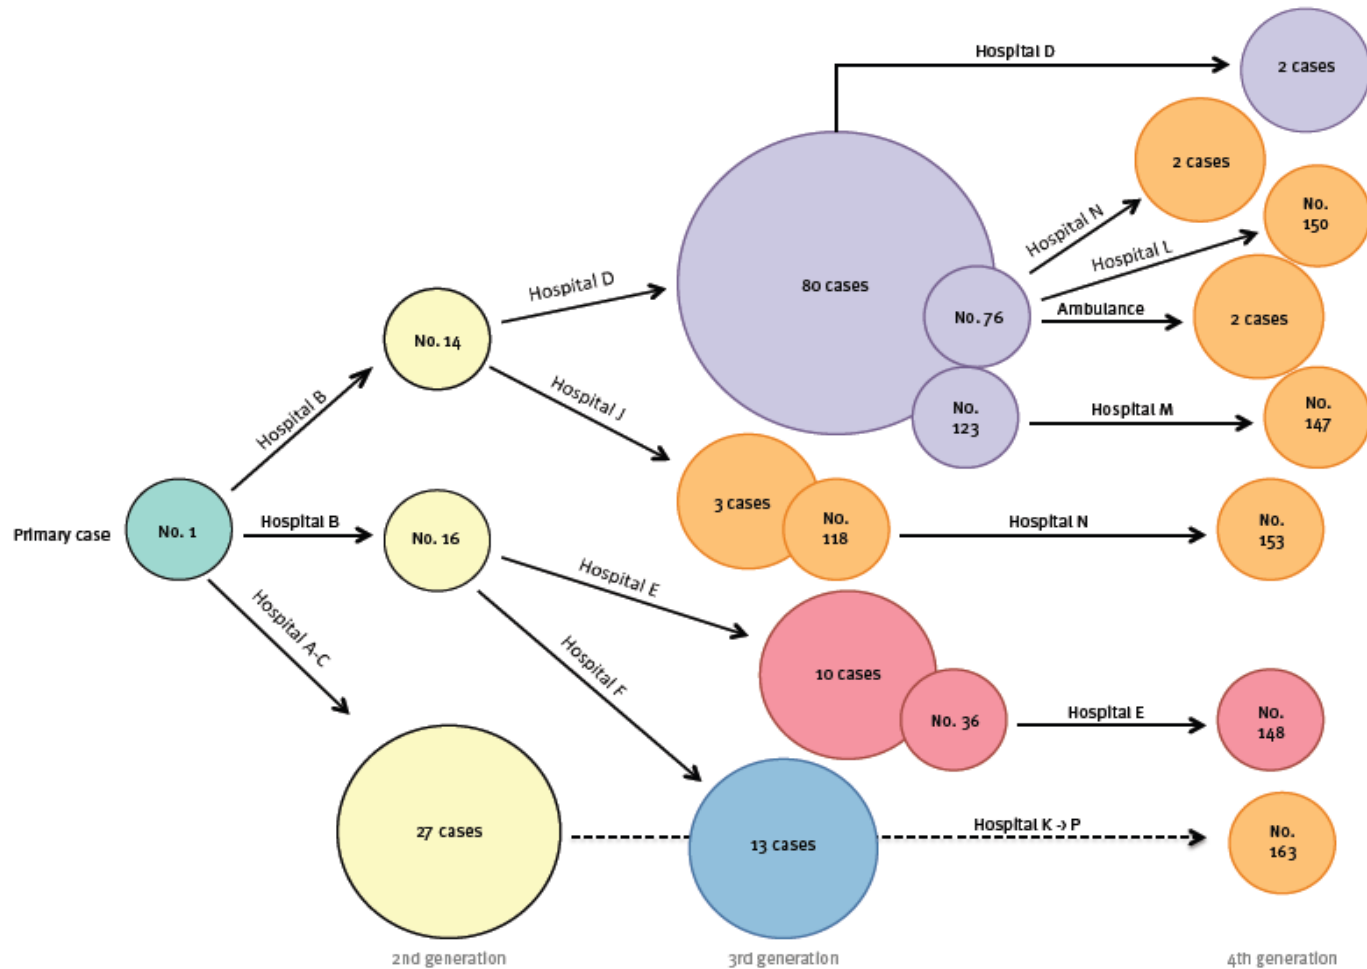 Hospital D
2 cases
2 cases
No.
150
Hospital N
Hospital L
80 cases
Hospital D
No. 76
Ambulance
2 cases
No. 14
Hospital B
Hospital J
No.
123
Hospital M
No.
147
Primary case
No. 1
Hospital B
No. 16
3 cases
No.
118
Hospital N
No.
153
Hospital A-C
Hospital E
Hospital F
10 cases
No. 36
Hospital E
No.
148
27 cases
13 cases
Hospital K -> P
No.
163
2nd generation
3rd generation
4th generation